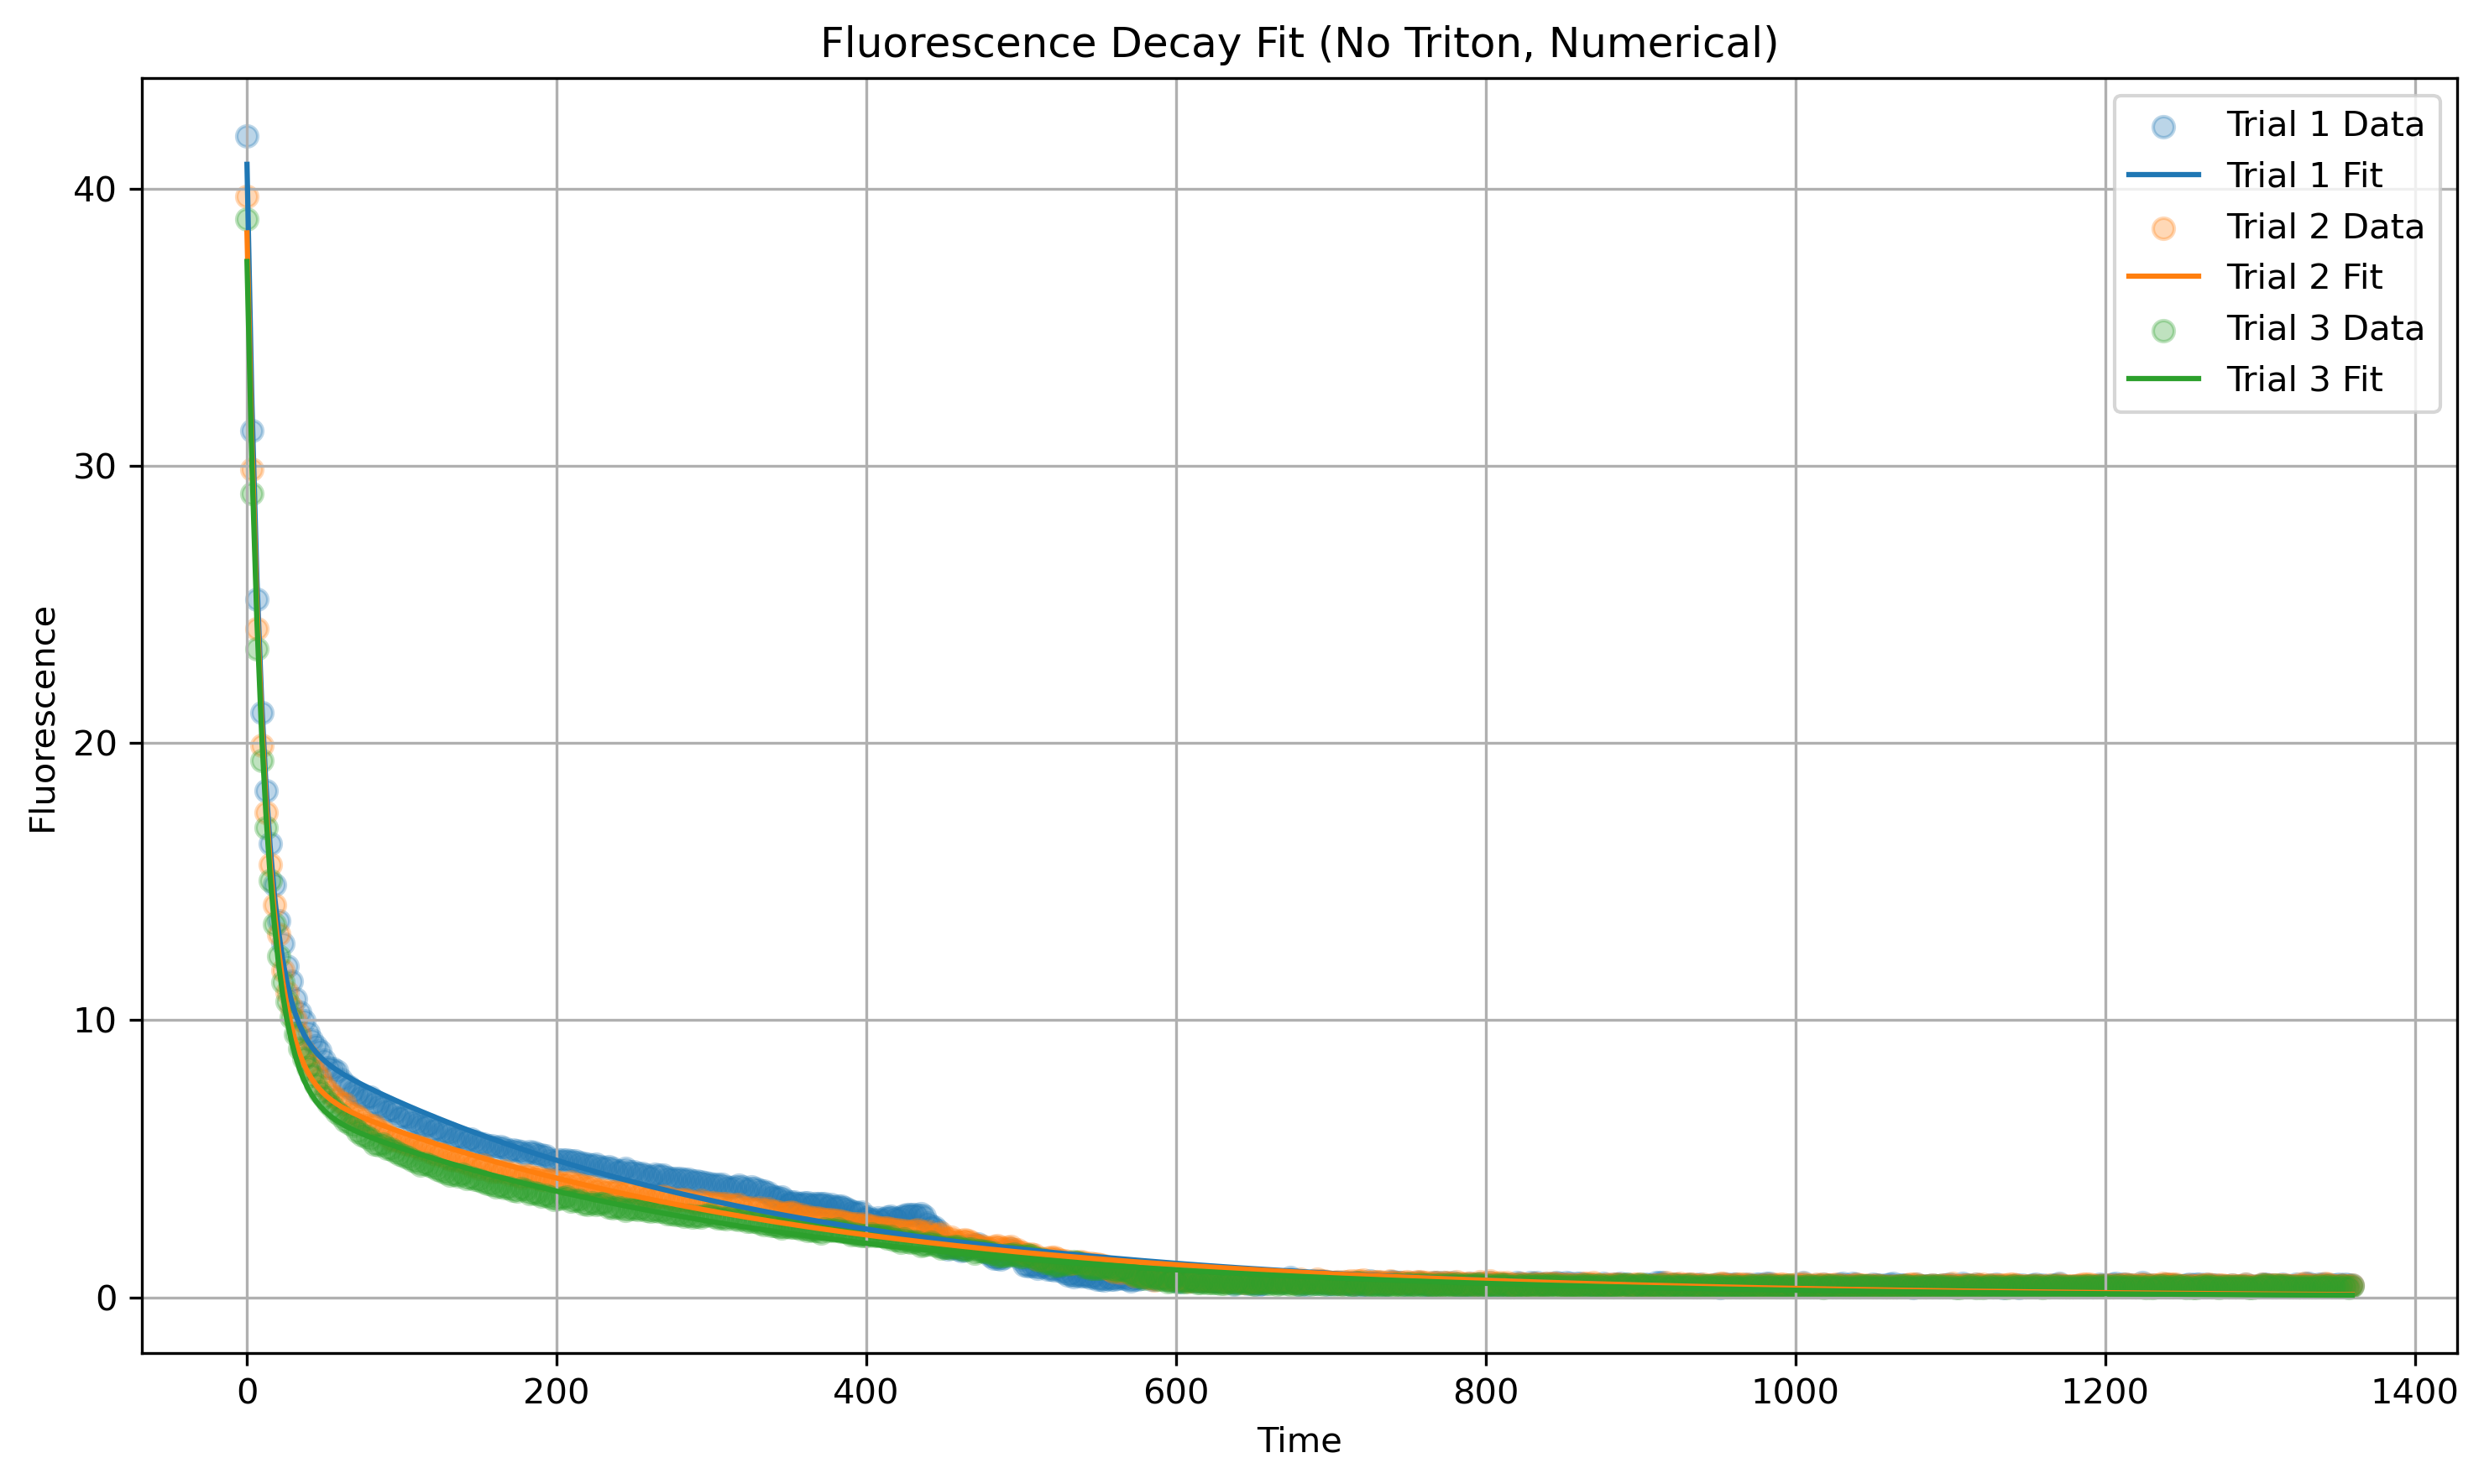 Fluorescence Decay Fit (No Triton, Numerical)
Trial 1 Data
Trial 1 Fit
Trial 2 Data
Trial 2 Fit
Trial 3 Data
Trial 3 Fit
Fluorescence
40
30
20
10
0
0 200 400 600 800 1000 1200 1400
Time